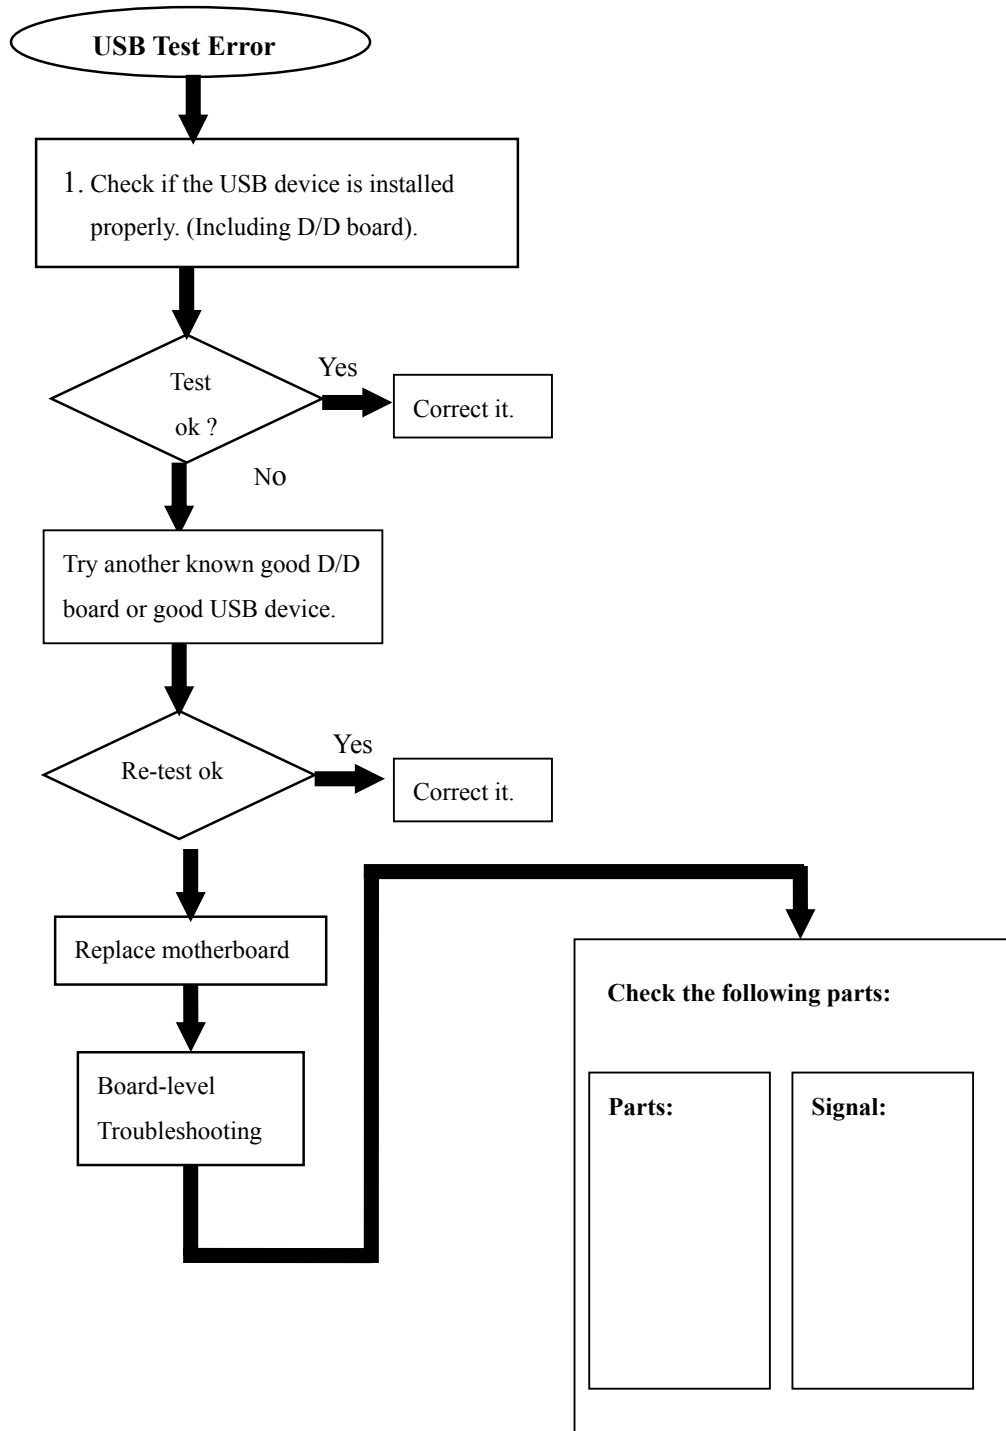 USB Test Error
1. Check if the USB device is installed
properly. (Including D/D board).
Test
ok ?
Yes
Correct it.
No
Try another known good D/D
board or good USB device.
Re-test ok
Yes
Correct it.
Replace motherboard
Board-level
Troubleshooting
Check the following parts:
Parts:
Signal: